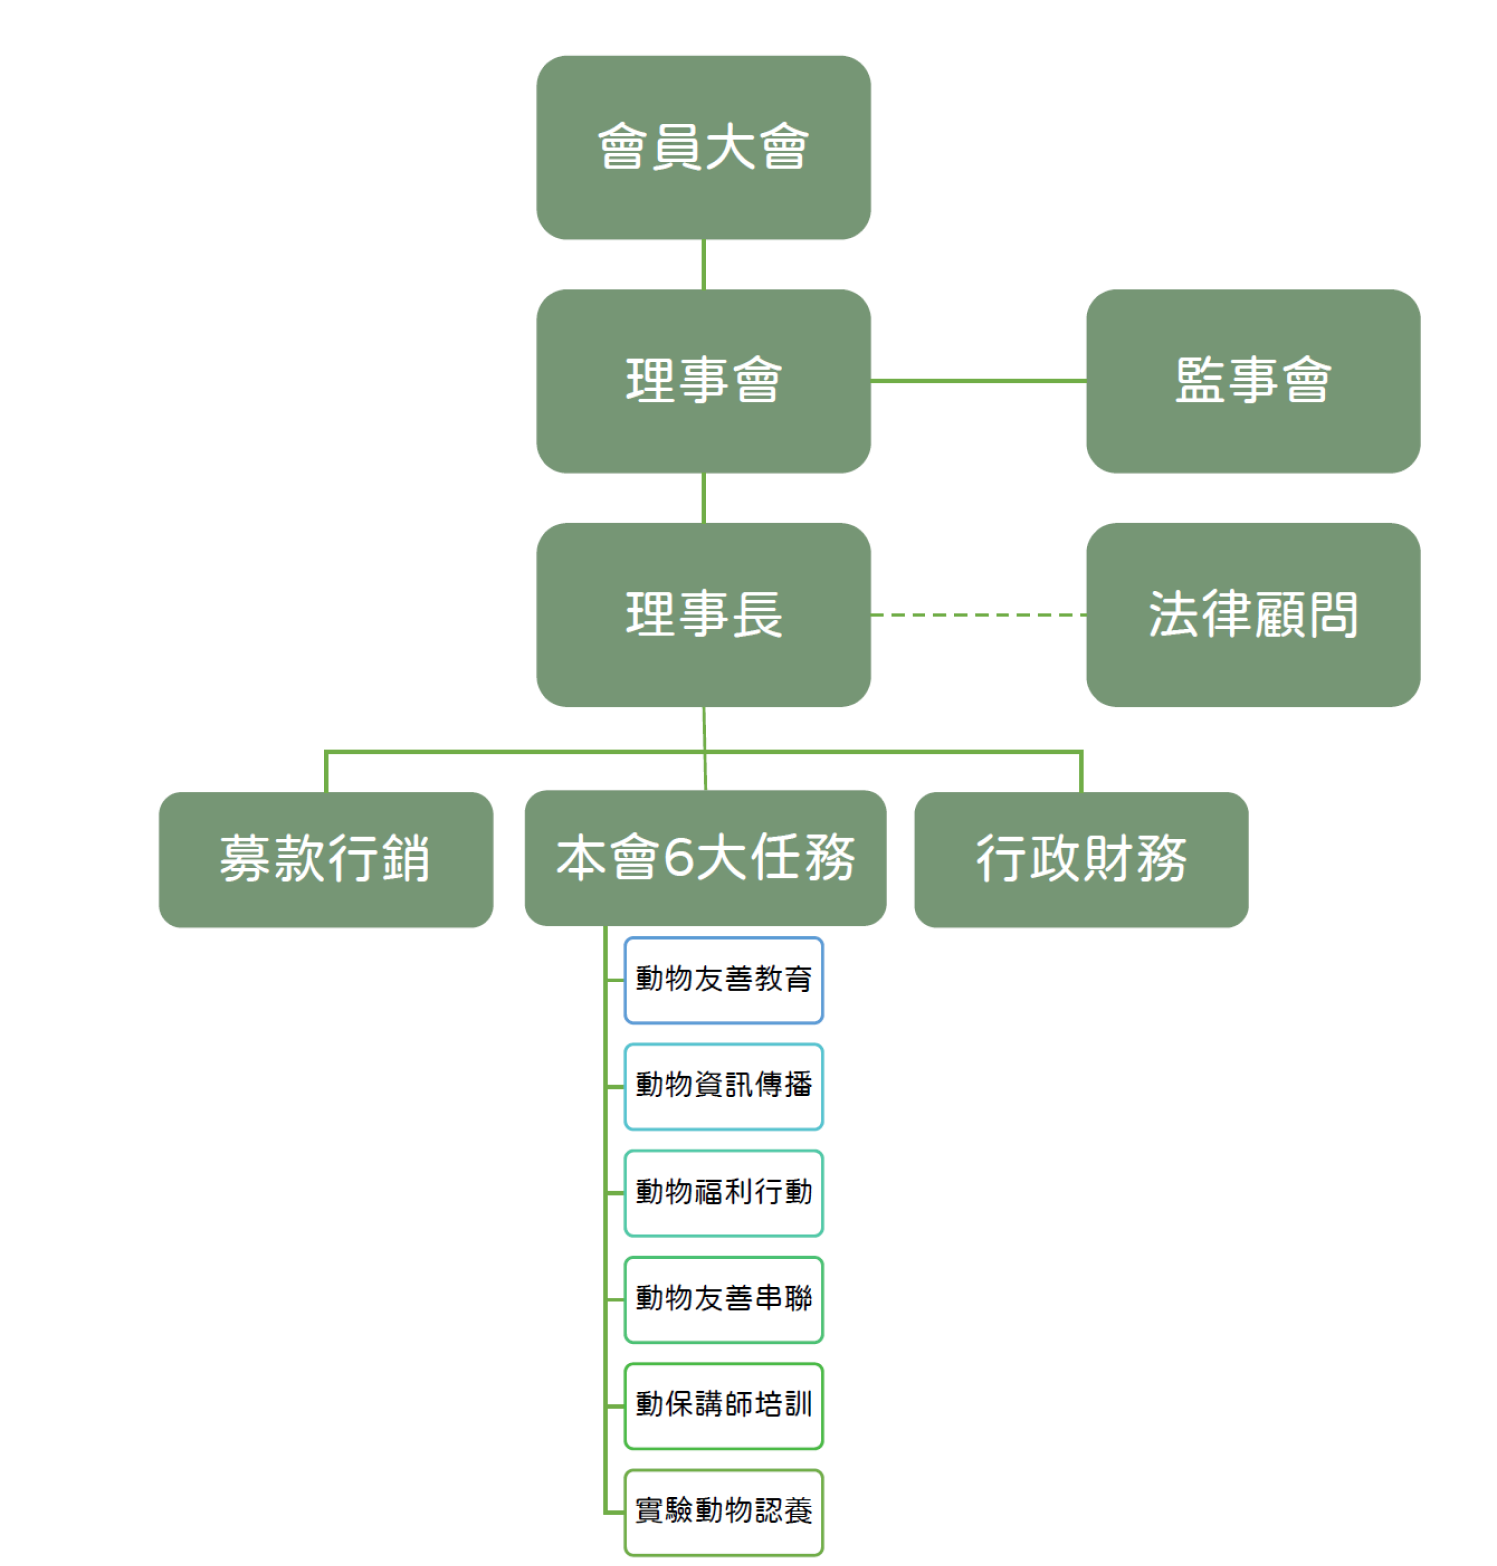 會員大會
理事會
監事會
理事長
法律顧問
募款行銷
本會6大任務
行政財務
動物友善教育
動物資訊傳播
動物福利行動
動物友善串聯
動保講師培訓
實驗動物認養